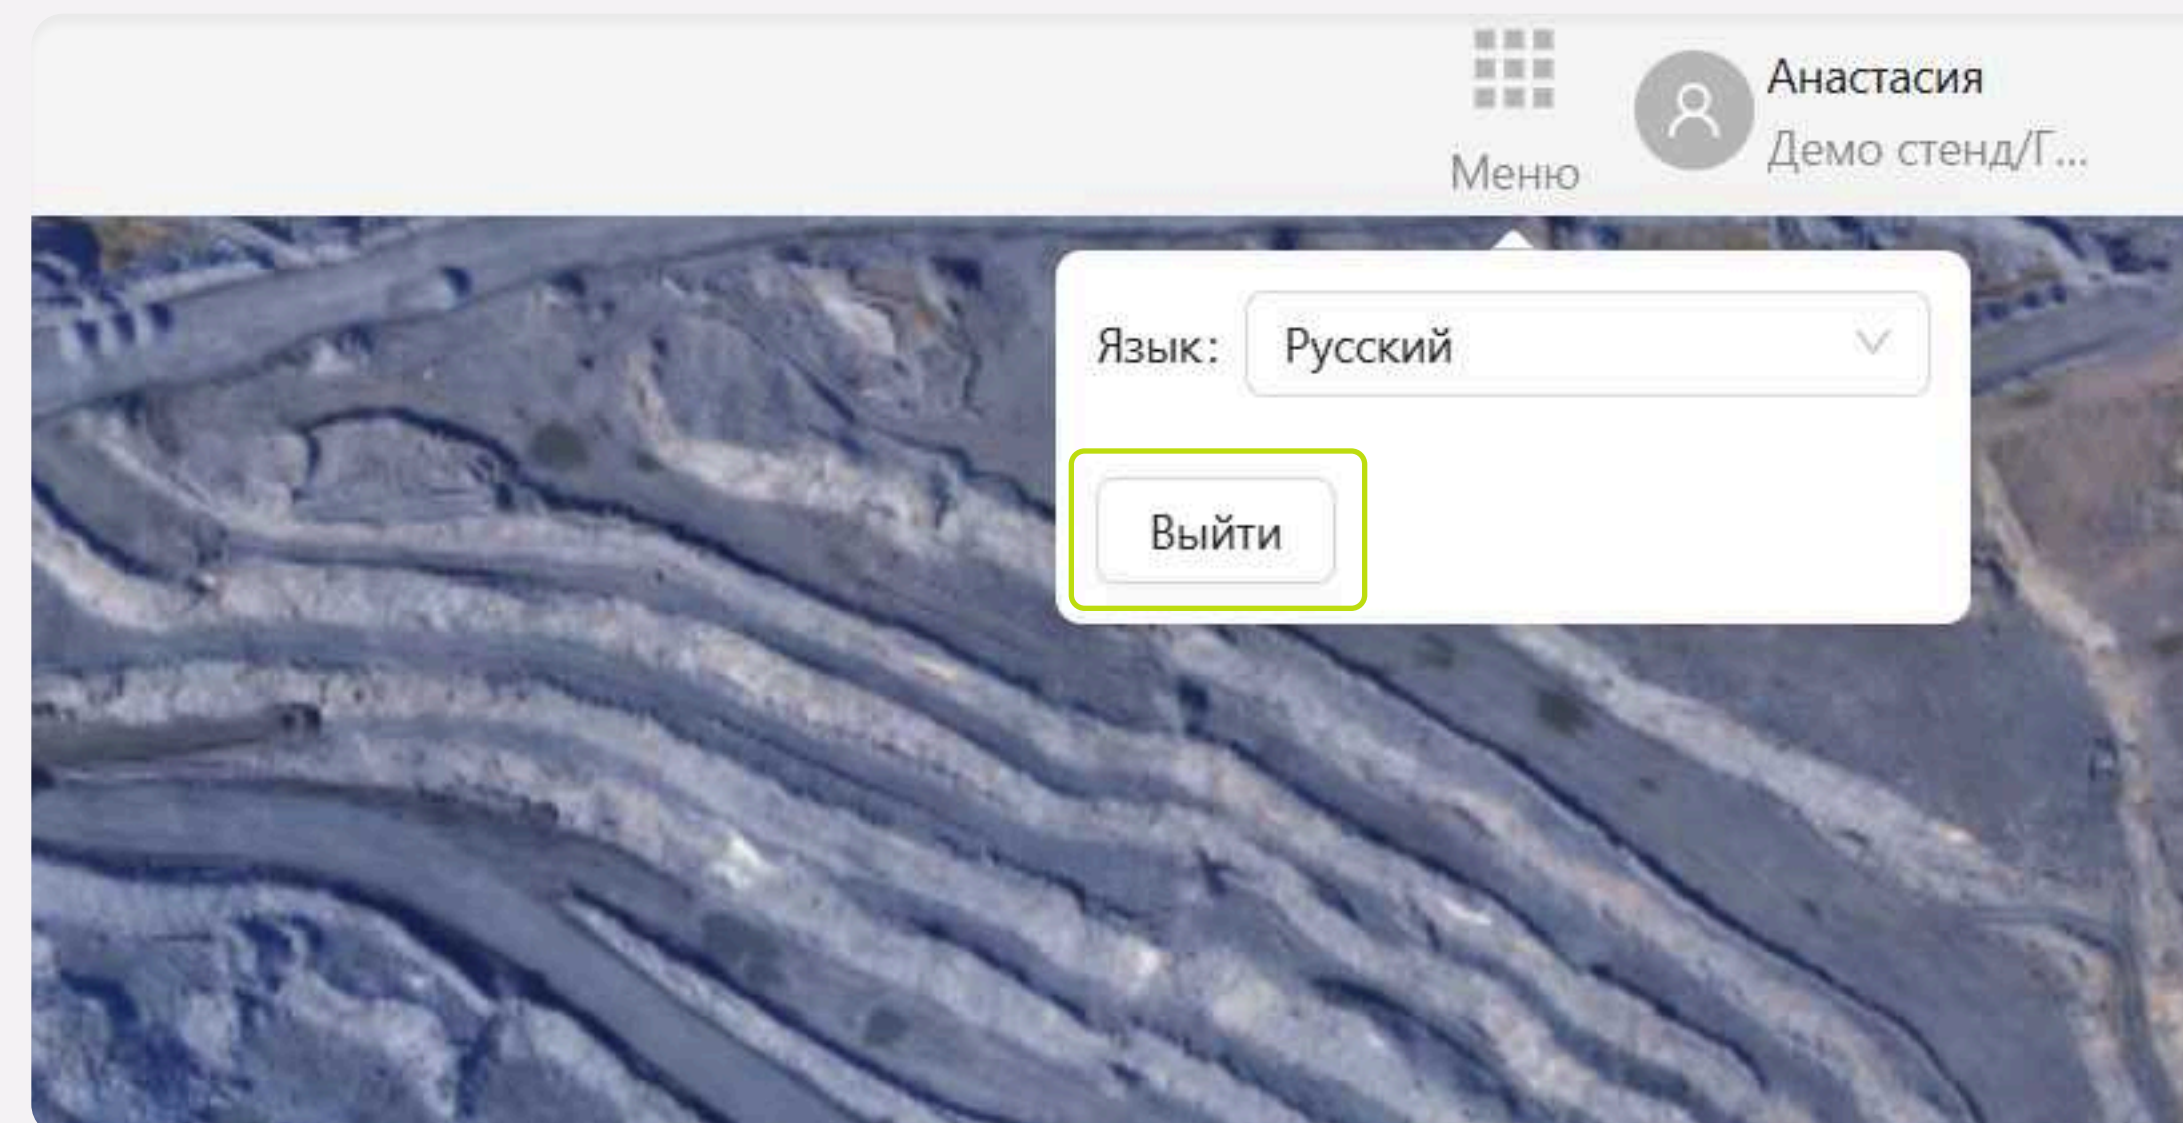 Меню
Анастасия
Демо стенд/Г...
Язык: Русский
Выйти